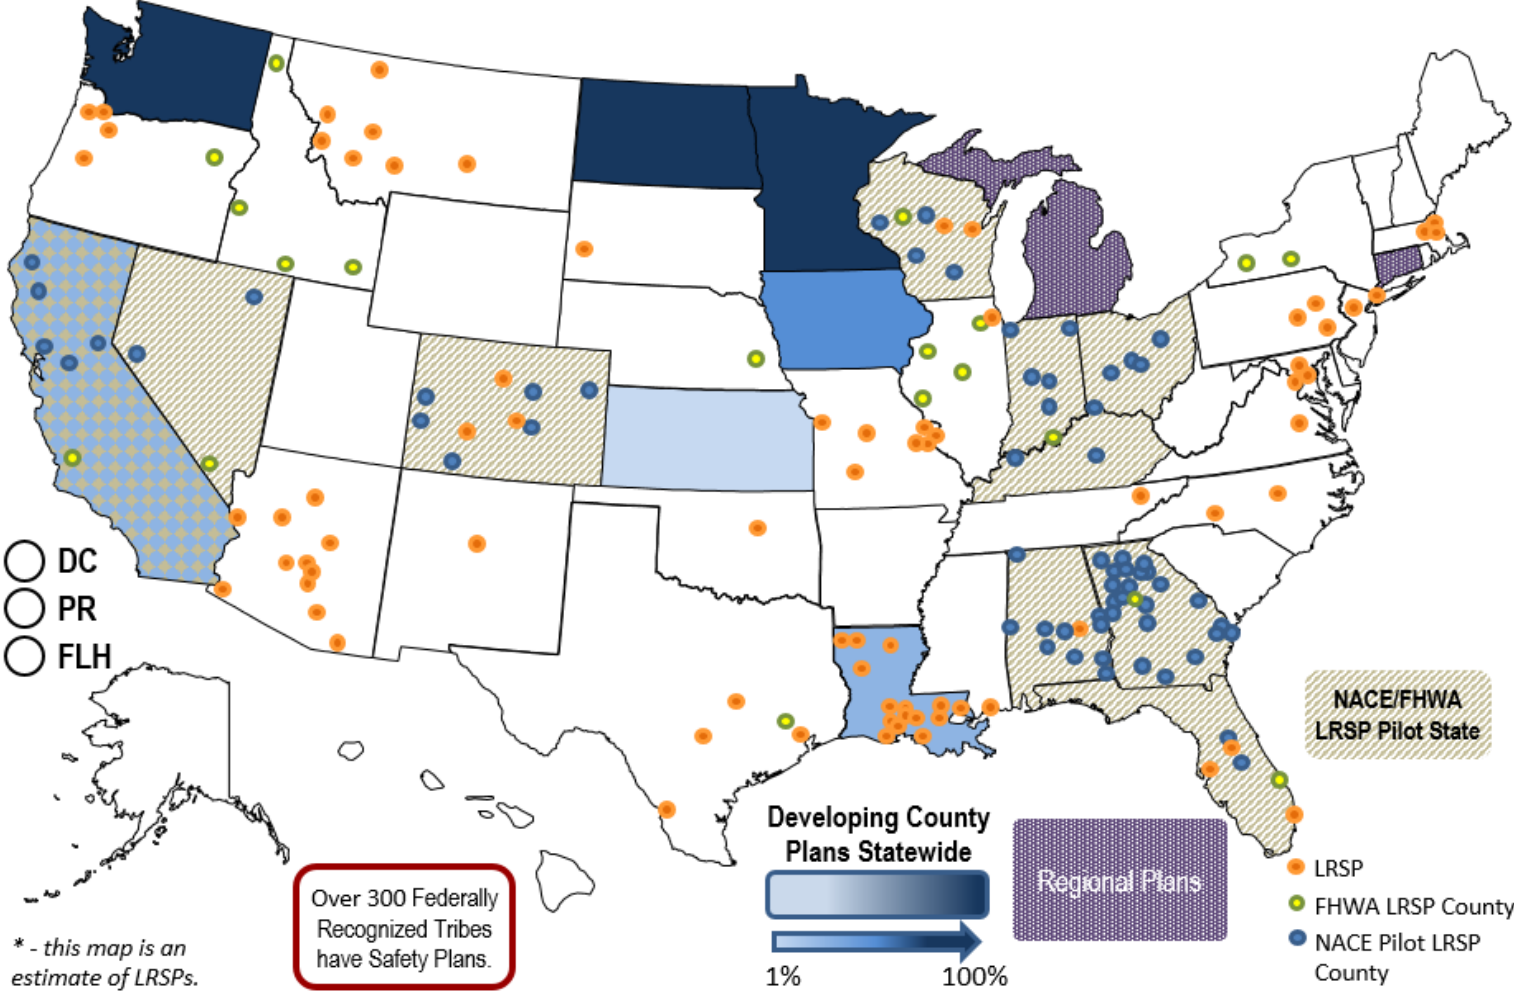 DC
PR
FLH
NACE/FHWA
LRSP Pilot State
Developing County
Plans Statewide
1% 100%
Regional Plans
LRSP
FHWA LRSP County
NACE Pilot LRSP
County
Over 300 Federally
Recognized Tribes
have Safety Plans.
* - this map is an
estimate of LRSPs.